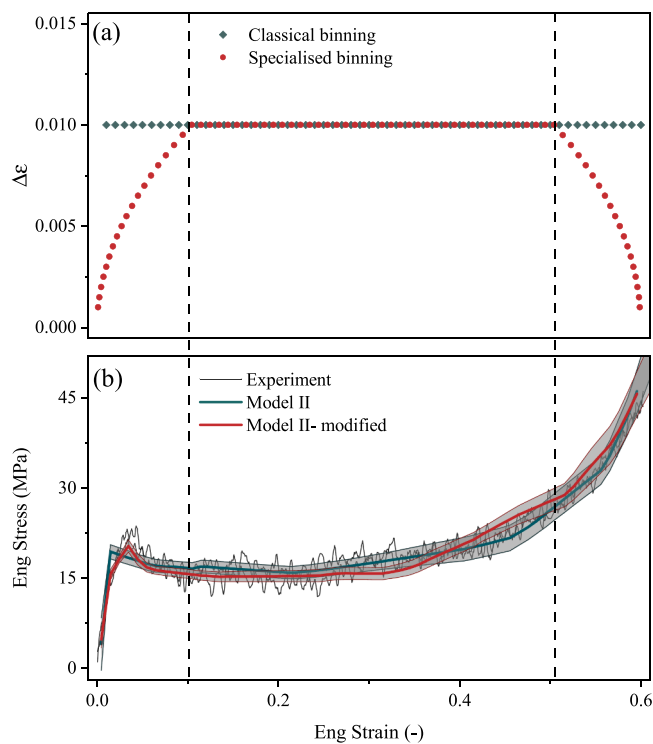 (a)
Classical binning
Specialised binning
0.015
0.010
0.005
0.000
Δε
(b)
Experiment
Model II
Model II- modified
45
30
15
0
Eng Stress (MPa)
0.0
0.2
0.4
0.6
Eng Strain (-)